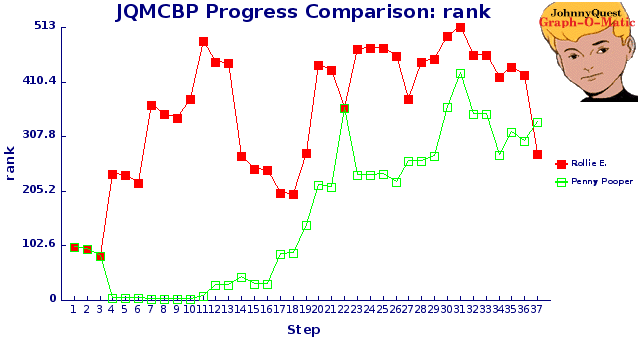 JQMCBP Progress Comparison: rank
JohnnyQuest
Graph-O-Matic
513
410.4
307.8
205.2
102.6
0
rank
1 2 3 4 5 6 7 8 9 10 11 12 13 14 15 16 17 18 19 20 21 22 23 24 25 26 27 28 29 30 31 32 33 34 35 36 37
Step
Rollie E.
Penny Pooper